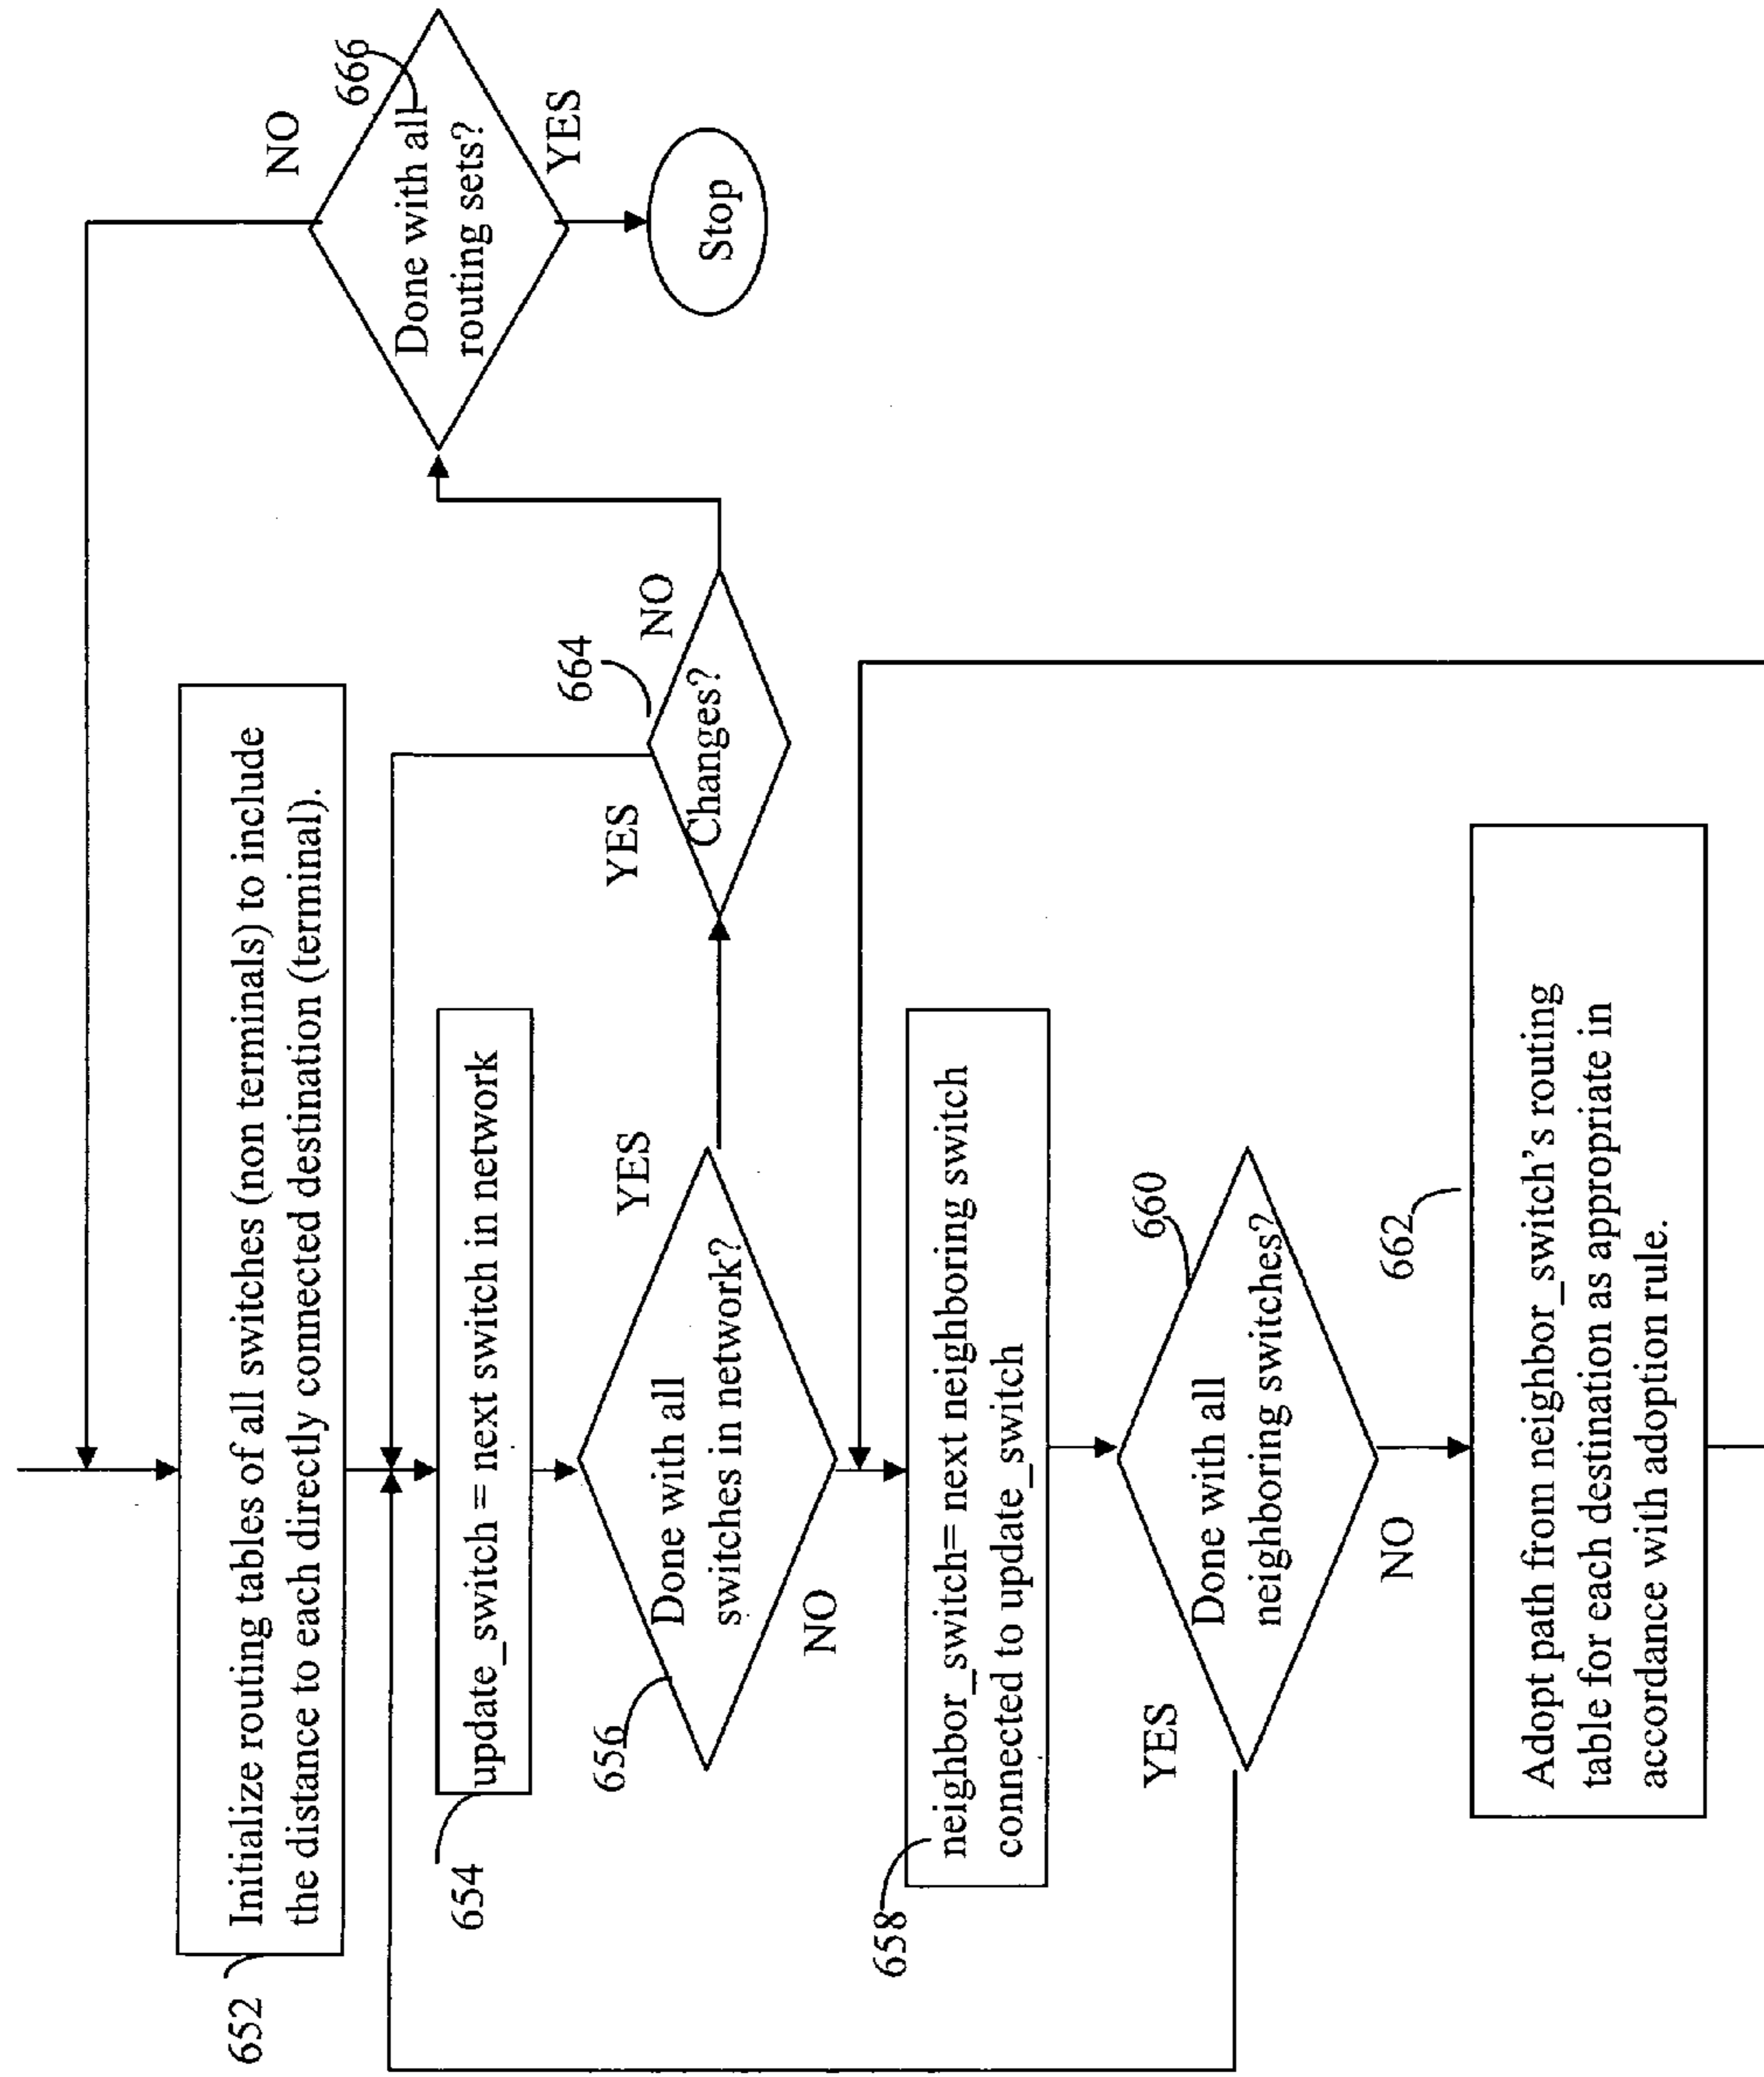 652
Initialize routing tables of all switches (non terminals) to include
the distance to each directly connected destination (terminal).
654
update_switch = next switch in network
656
Done with all
switches in network?
YES
NO
664
Changes?
YES
NO
666
Done with all
routing sets?
NO
YES
Stop
658
neighbor_switch= next neighboring switch
connected to update_switch
660
Done with all
neighboring switches?
YES
NO
662
Adopt path from neighbor_switch's routing
table for each destination as appropriate in
accordance with adoption rule.